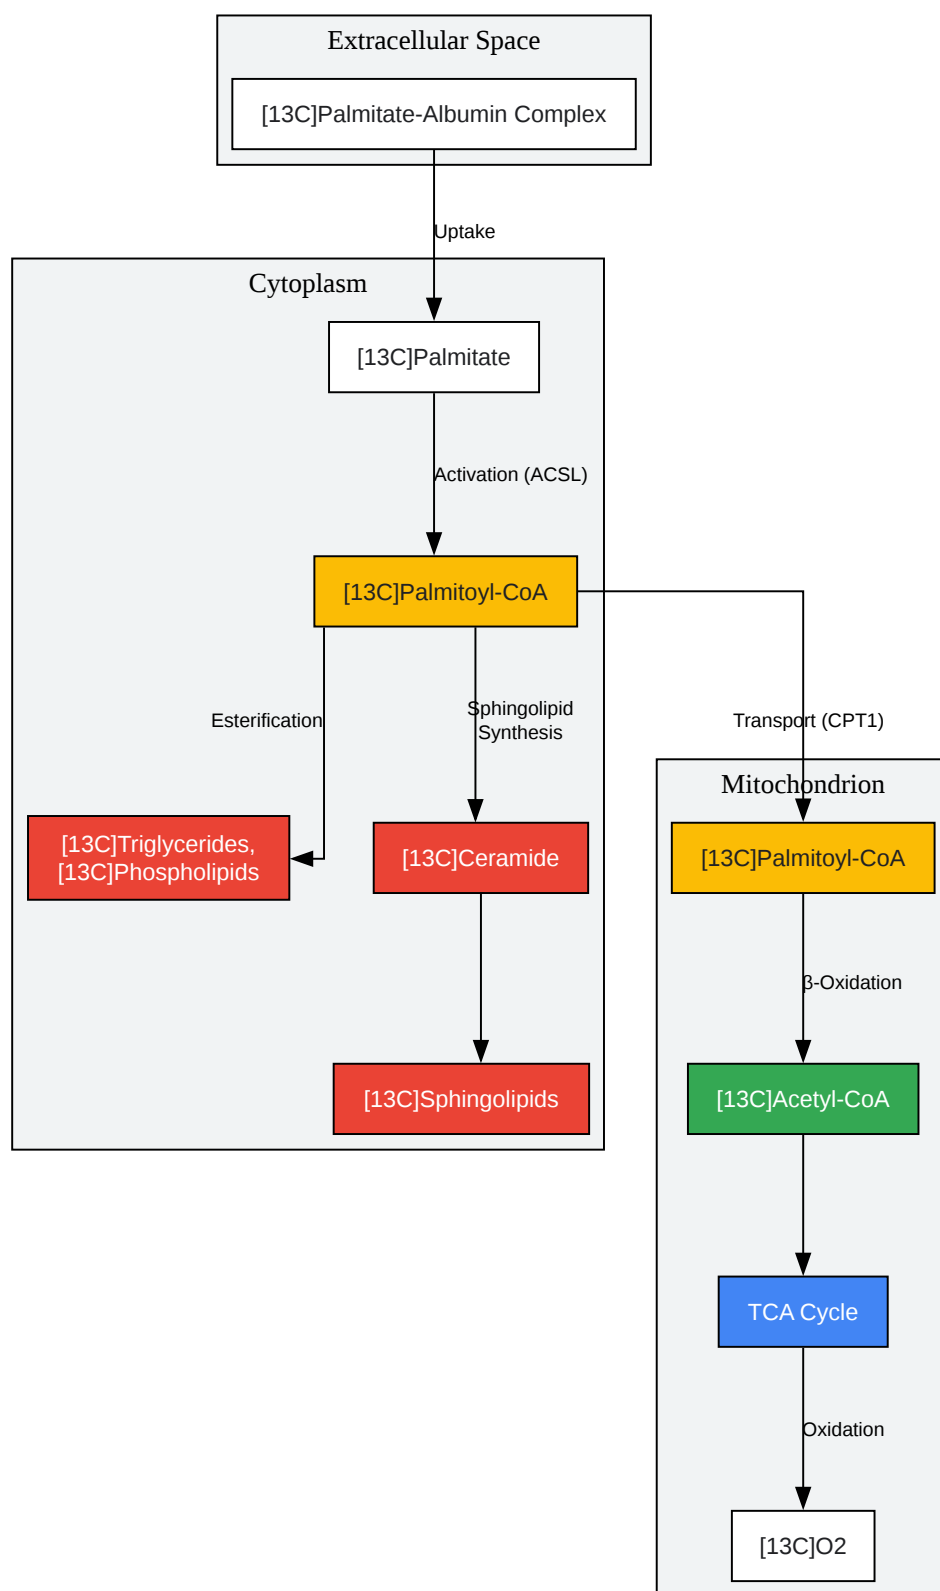 Extracellular Space
[13C]Palmitate-Albumin Complex
Uptake
Cytoplasm
[13C]Palmitate
Activation (ACSL)
[13C]Palmitoyl-CoA
Esterification
Sphingolipid
Synthesis
Transport (CPT1)
Mitochondrion
[13C]Triglycerides,
[13C]Phospholipids
[13C]Ceramide
[13C]Palmitoyl-CoA
β-Oxidation
[13C]Sphingolipids
[13C]Acetyl-CoA
TCA Cycle
Oxidation
[13C]O2